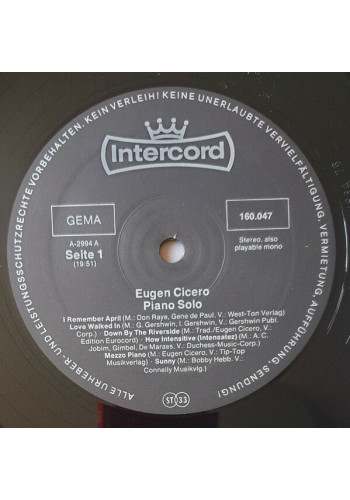 ALLE URHEBER- UND LEISTUNGSSCHUTZRECHTE VORBEHALTEN. KEIN VERLEIH! KEINE UNERLAUBTE VERVIELFÄLTIGUNG, VERMIETUNG, AUFFÜHRUNG, SENDUNG!
Intercord
GEMA
160.047
A-2994 A
Seite 1
(19:51)
Stereo, also
playable mono
Eugen Cicero
Piano Solo
I Remember April (M.: Don Raye, Gene de Paul. V.: West-Ton Verlag)
Love Walked In (M.: G. Gershwin, I. Gershwin. V.: Gershwin Publ.
Corp.) · Down By The Riverside (M.: Trad./Eugen Cicero, V.:
Edition Eurocord) · How Intensitive (Intensatez) (M.: A. C.
Jobim, Gimbel, De Maraes. V.: Duchess-Music-Corp.)
Mezzo Piano (M.: Eugen Cicero, V.: Tip-Top
Musikverlag) · Sunny (M.: Bobby Hebb. V.:
Connelly Musikvlg.)
ST 33